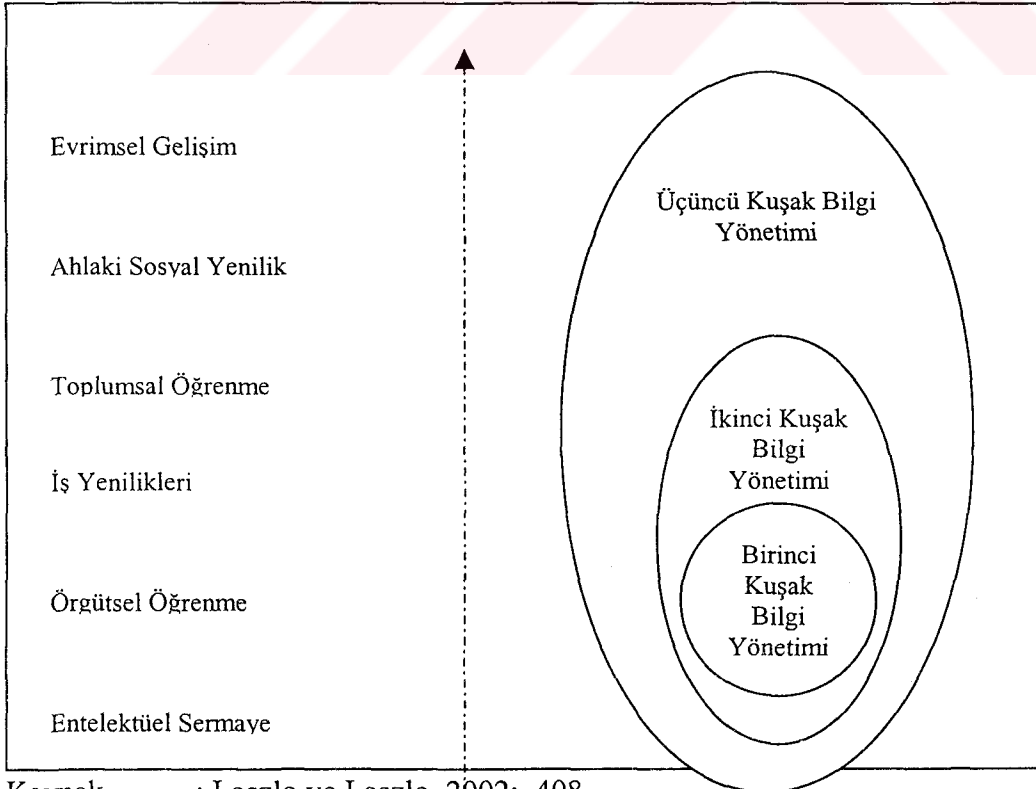 Evrimsel Gelişim
Ahlaki Sosyal Yenilik
Toplumsal Öğrenme
İş Yenilikleri
Örgütsel Öğrenme
Entelektüel Sermaye
Üçüncü Kuşak Bilgi
Yönetimi
İkinci Kuşak
Bilgi
Yönetimi
Birinci
Kuşak
Bilgi
Yönetimi
Kaynak : Laszlo ve Laszlo, 2002: 408